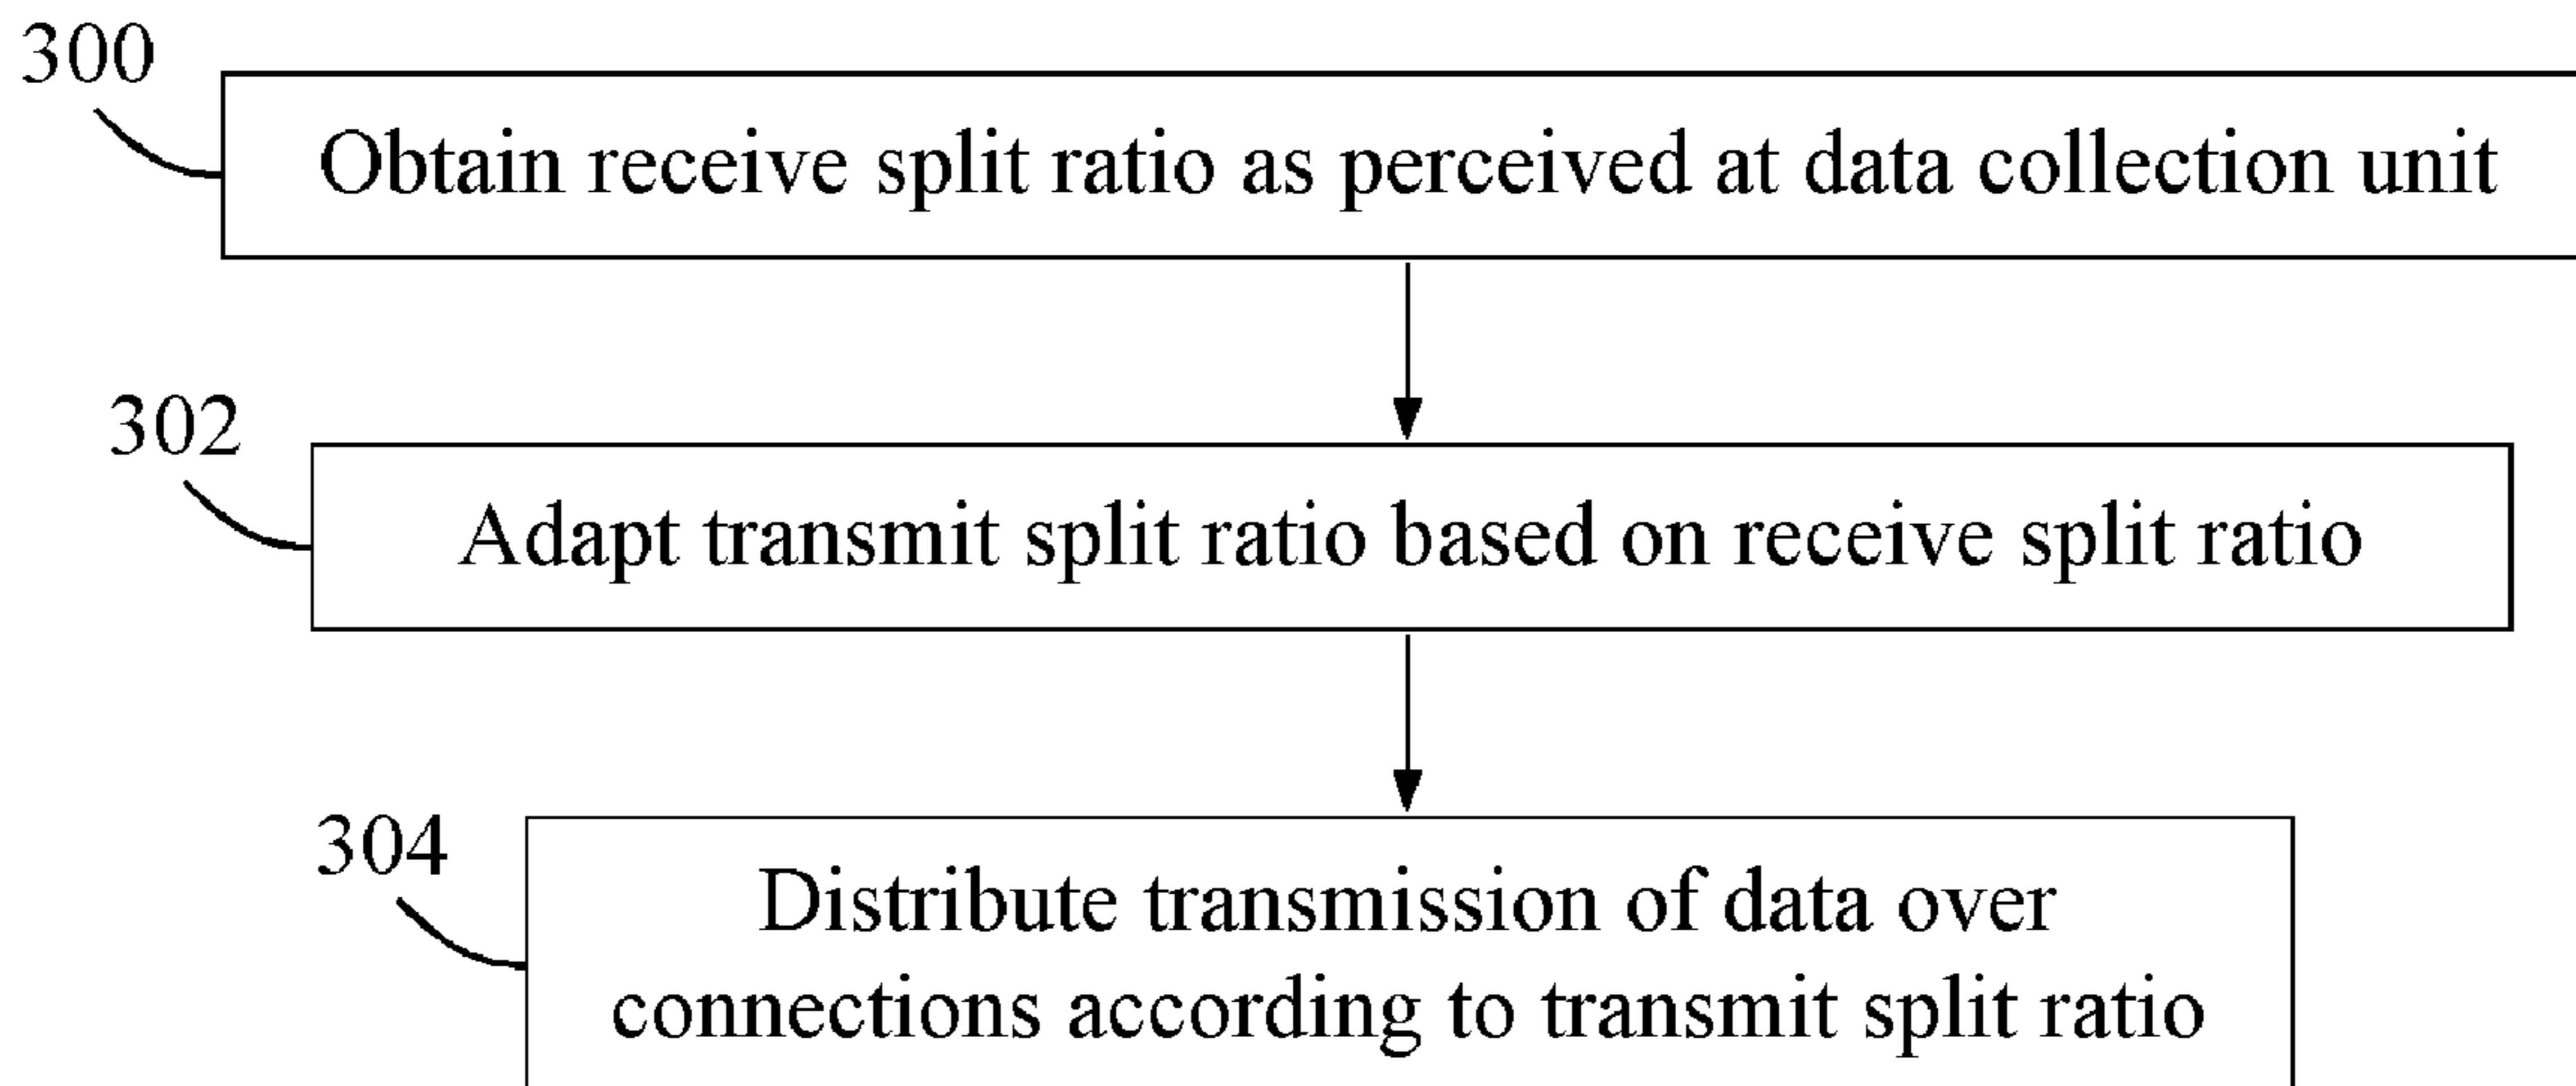 300
Obtain receive split ratio as perceived at data collection unit
302
Adapt transmit split ratio based on receive split ratio
304
Distribute transmission of data over
connections according to transmit split ratio